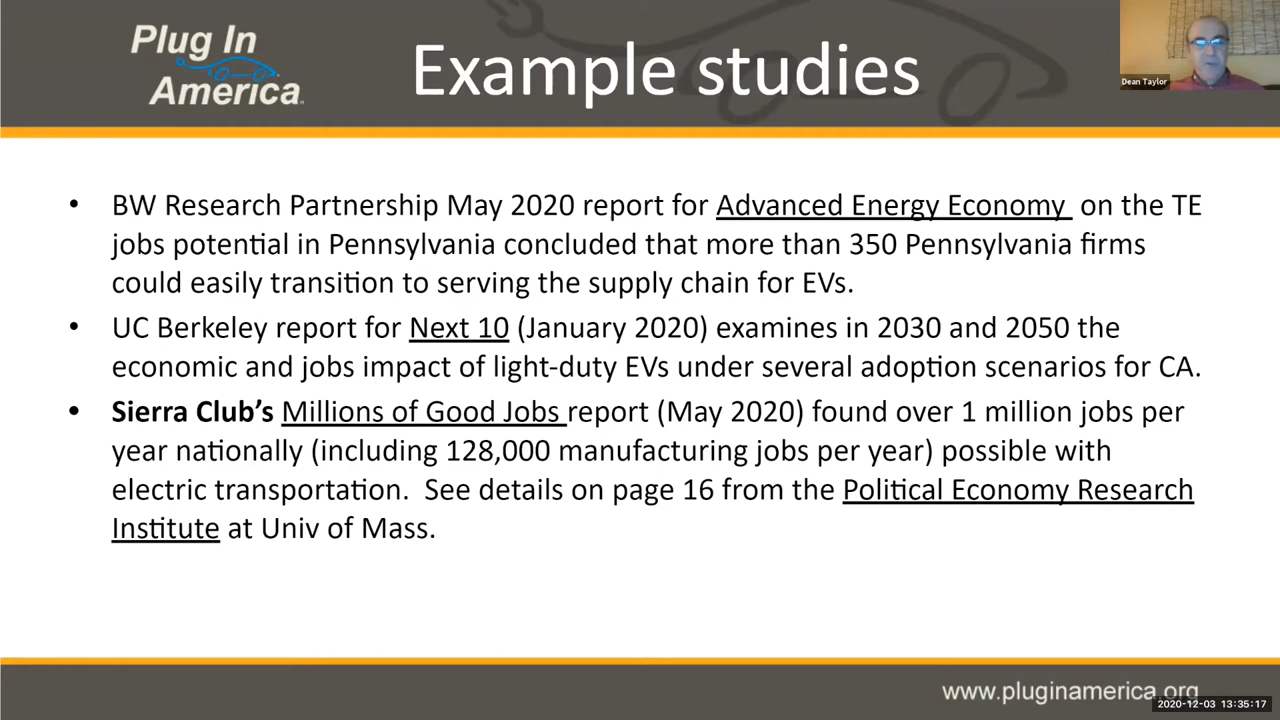 Plug In
America
Example studies
Dean Taylor
• BW Research Partnership May 2020 report for Advanced Energy Economy on the TE
jobs potential in Pennsylvania concluded that more than 350 Pennsylvania firms
could easily transition to serving the supply chain for EVs.
• UC Berkeley report for Next 10 (January 2020) examines in 2030 and 2050 the
economic and jobs impact of light-duty EVs under several adoption scenarios for CA.
• Sierra Club’s Millions of Good Jobs report (May 2020) found over 1 million jobs per
year nationally (including 128,000 manufacturing jobs per year) possible with
electric transportation.  See details on page 16 from the Political Economy Research
Institute at Univ of Mass.
www.pluginamerica.org
2020-12-03 13:35:17